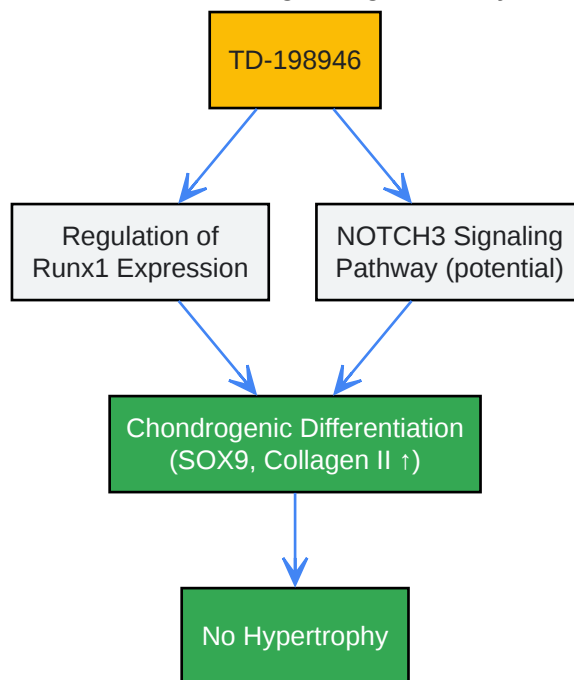 TD-198946
Regulation of
Runx1 Expression
NOTCH3 Signaling
Pathway (potential)
Chondrogenic Differentiation
(SOX9, Collagen II ↑)
No Hypertrophy